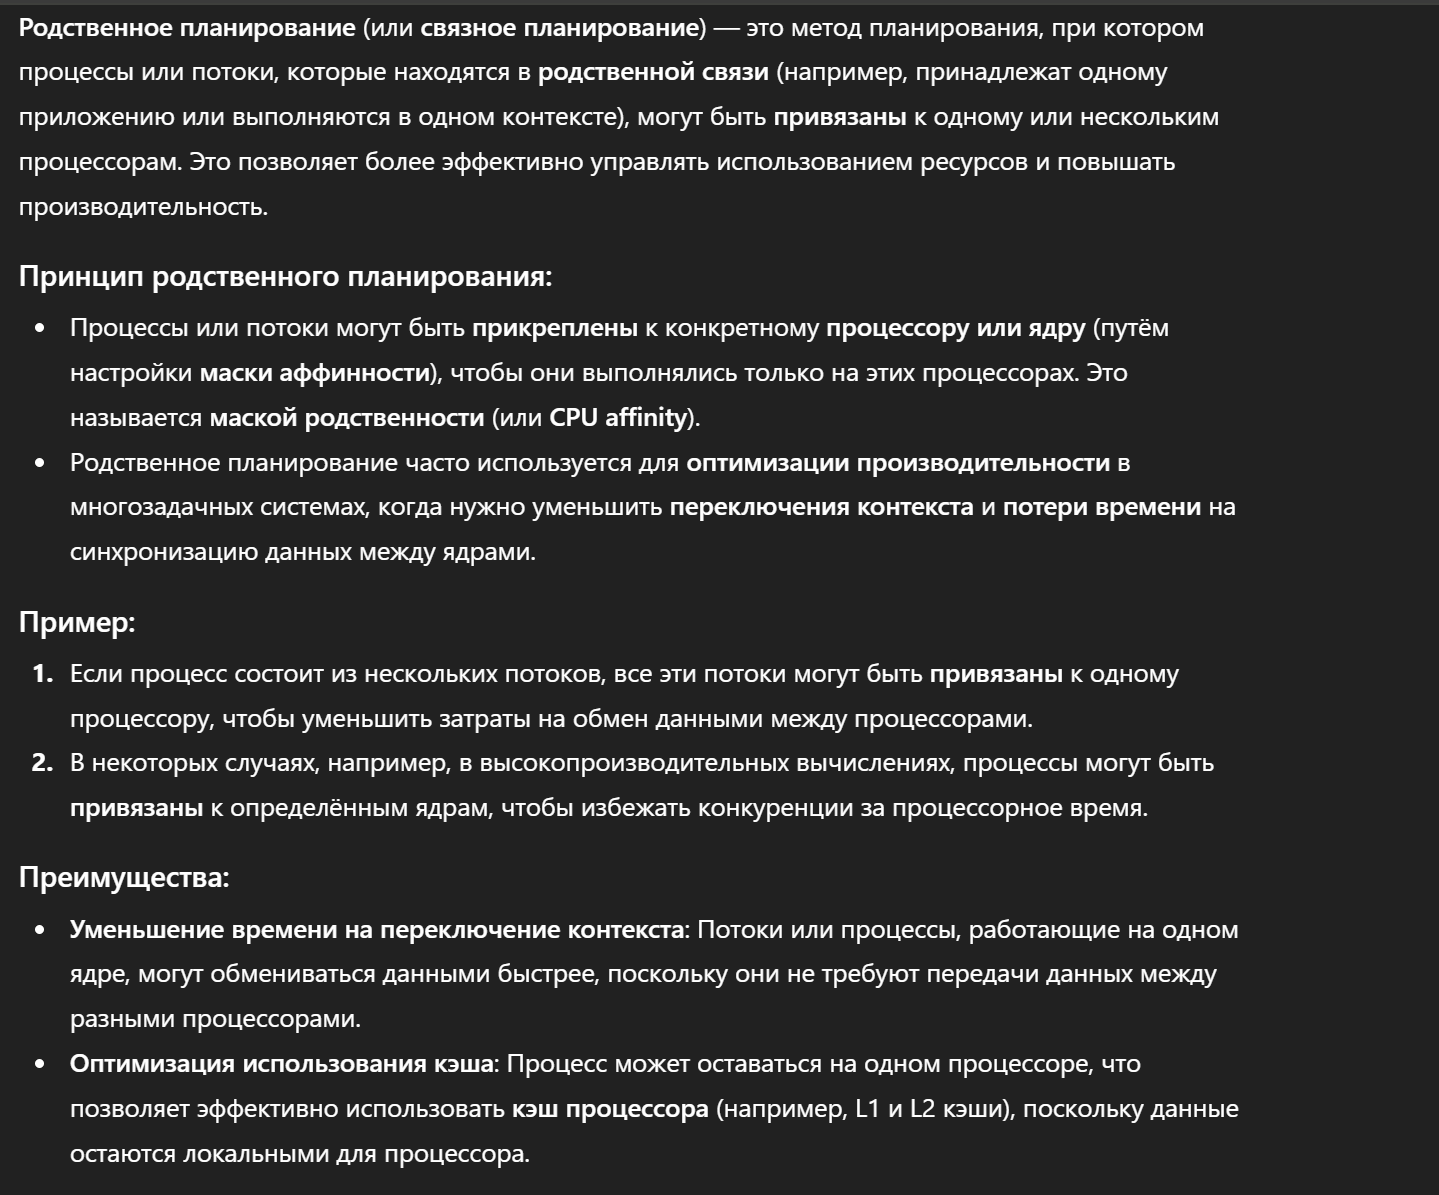 Родственное планирование (или связное планирование) — это метод планирования, при котором
процессы или потоки, которые находятся в родственной связи (например, принадлежат одному
приложению или выполняются в одном контексте), могут быть привязаны к одному или нескольким
процессорам. Это позволяет более эффективно управлять использованием ресурсов и повышать
производительность.
Принцип родственного планирования:
• Процессы или потоки могут быть прикреплены к конкретному процессору или ядру (путём
настройки маски аффинности), чтобы они выполнялись только на этих процессорах. Это
называется маской родственности (или CPU affinity).
• Родственное планирование часто используется для оптимизации производительности в
многозадачных системах, когда нужно уменьшить переключения контекста и потери времени на
синхронизацию данных между ядрами.
Пример:
1. Если процесс состоит из нескольких потоков, все эти потоки могут быть привязаны к одному
процессору, чтобы уменьшить затраты на обмен данными между процессорами.
2. В некоторых случаях, например, в высокопроизводительных вычислениях, процессы могут быть
привязаны к определённым ядрам, чтобы избежать конкуренции за процессорное время.
Преимущества:
• Уменьшение времени на переключение контекста: Потоки или процессы, работающие на одном
ядре, могут обмениваться данными быстрее, поскольку они не требуют передачи данных между
разными процессорами.
• Оптимизация использования кэша: Процесс может оставаться на одном процессоре, что
позволяет эффективно использовать кэш процессора (например, L1 и L2 кэши), поскольку данные
остаются локальными для процессора.